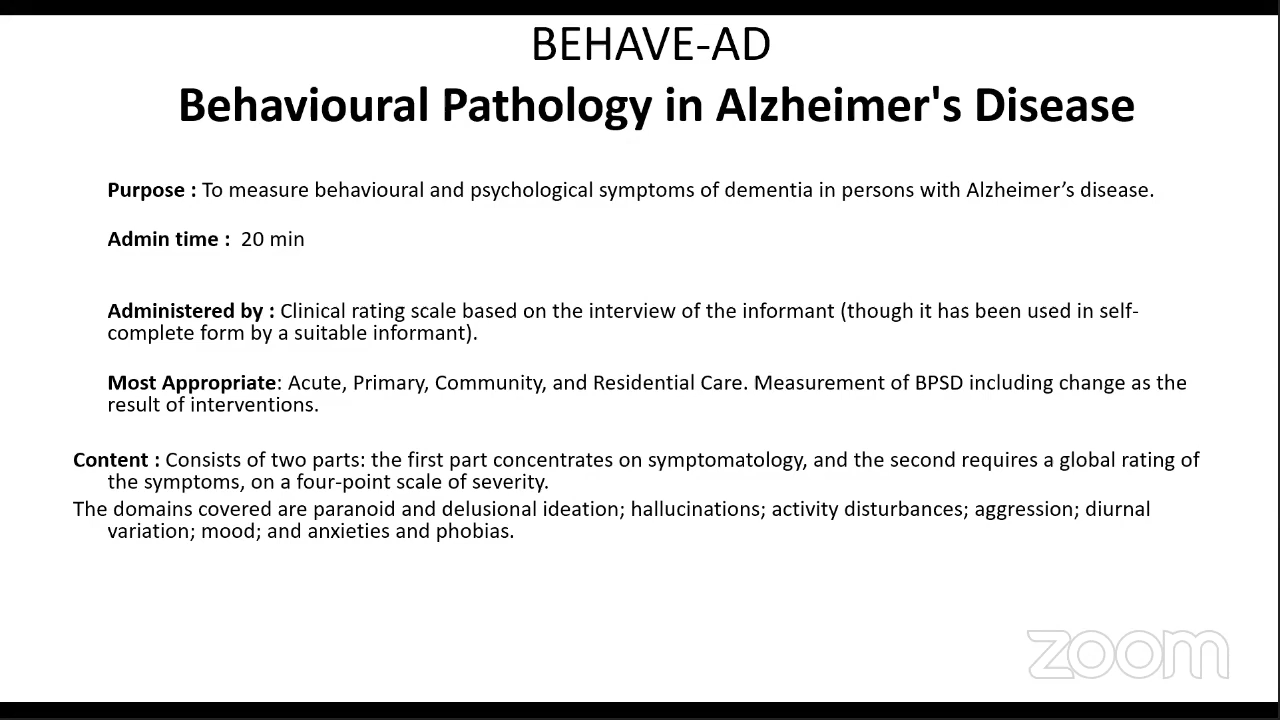 BEHAVE-AD
Behavioural Pathology in Alzheimer's Disease
Purpose : To measure behavioural and psychological symptoms of dementia in persons with Alzheimer’s disease.
Admin time :  20 min
Administered by : Clinical rating scale based on the interview of the informant (though it has been used in self-
complete form by a suitable informant).
Most Appropriate: Acute, Primary, Community, and Residential Care. Measurement of BPSD including change as the
result of interventions.
Content : Consists of two parts: the first part concentrates on symptomatology, and the second requires a global rating of
the symptoms, on a four-point scale of severity.
The domains covered are paranoid and delusional ideation; hallucinations; activity disturbances; aggression; diurnal
variation; mood; and anxieties and phobias.
zoom